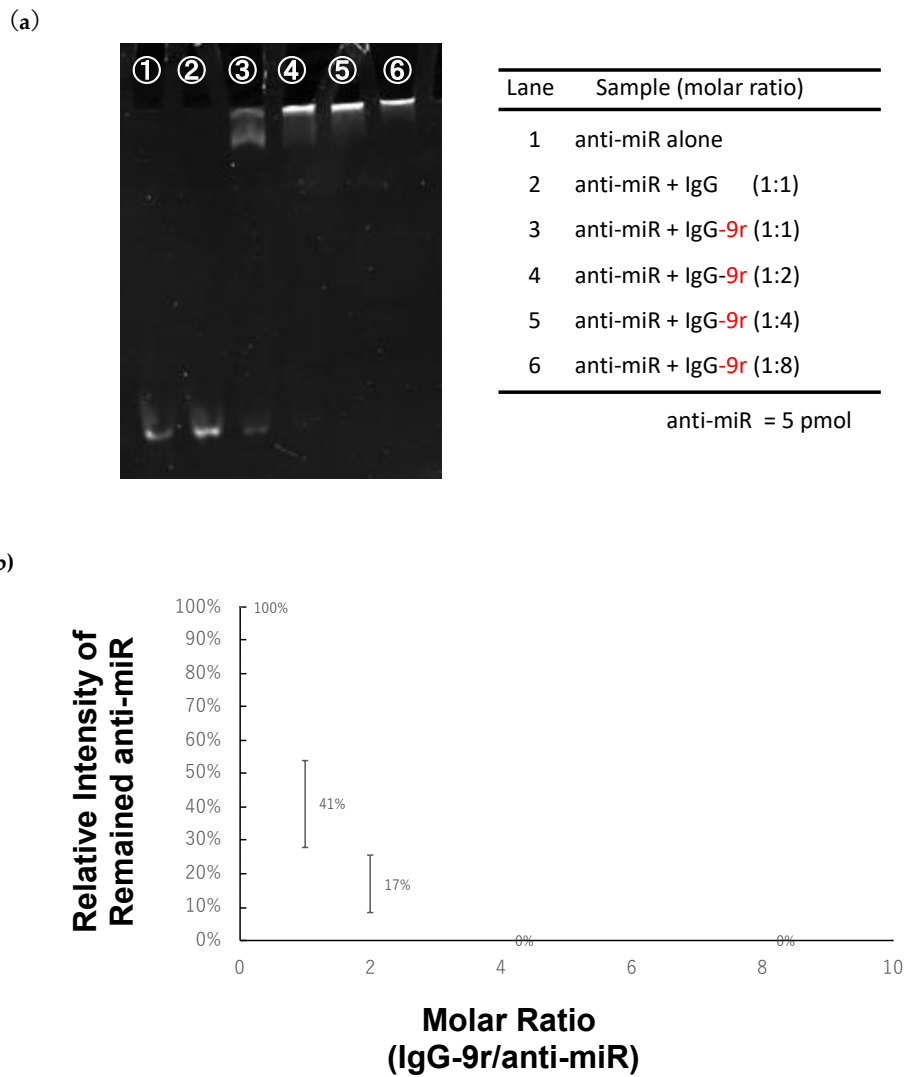 (a)
① ② ③ ④ ⑤ ⑥
Lane Sample (molar ratio)
1 anti-miR alone
2 anti-miR + IgG (1:1)
3 anti-miR + IgG-9r (1:1)
4 anti-miR + IgG-9r (1:2)
5 anti-miR + IgG-9r (1:4)
6 anti-miR + IgG-9r (1:8)
anti-miR = 5 pmol
)
Relative Intensity of
Remained anti-miR
100%
90%
80%
70%
60%
50%
40%
30%
20%
10%
0%
100%
41%
17%
0%
0%
0 2 4 6 8 10
Molar Ratio
(IgG-9r/anti-miR)